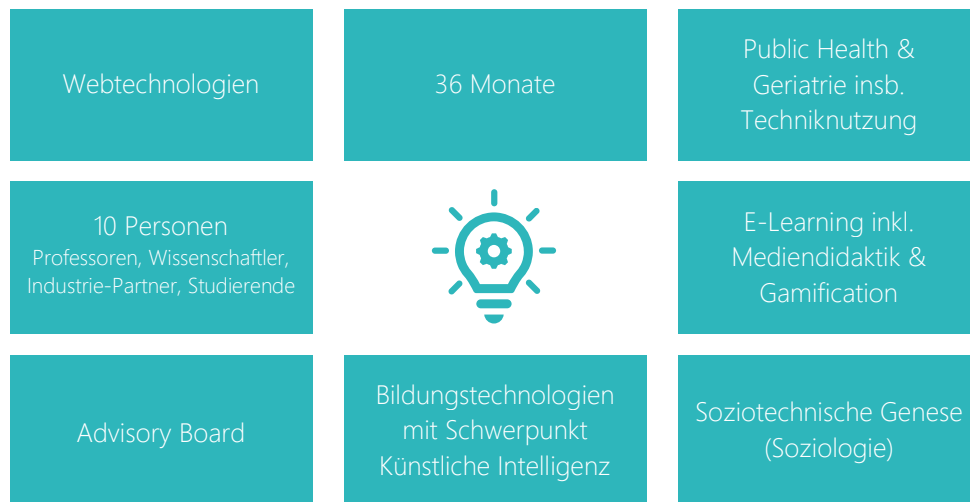 Webtechnologien
36 Monate
Public Health &
Geriatrie insb.
Techniknutzung
10 Personen
Professoren, Wissenschaftler,
Industrie-Partner, Studierende
E-Learning inkl.
Mediendidaktik &
Gamification
Advisory Board
Bildungstechnologien
mit Schwerpunkt
Künstliche Intelligenz
Soziotechnische Genese
(Soziologie)